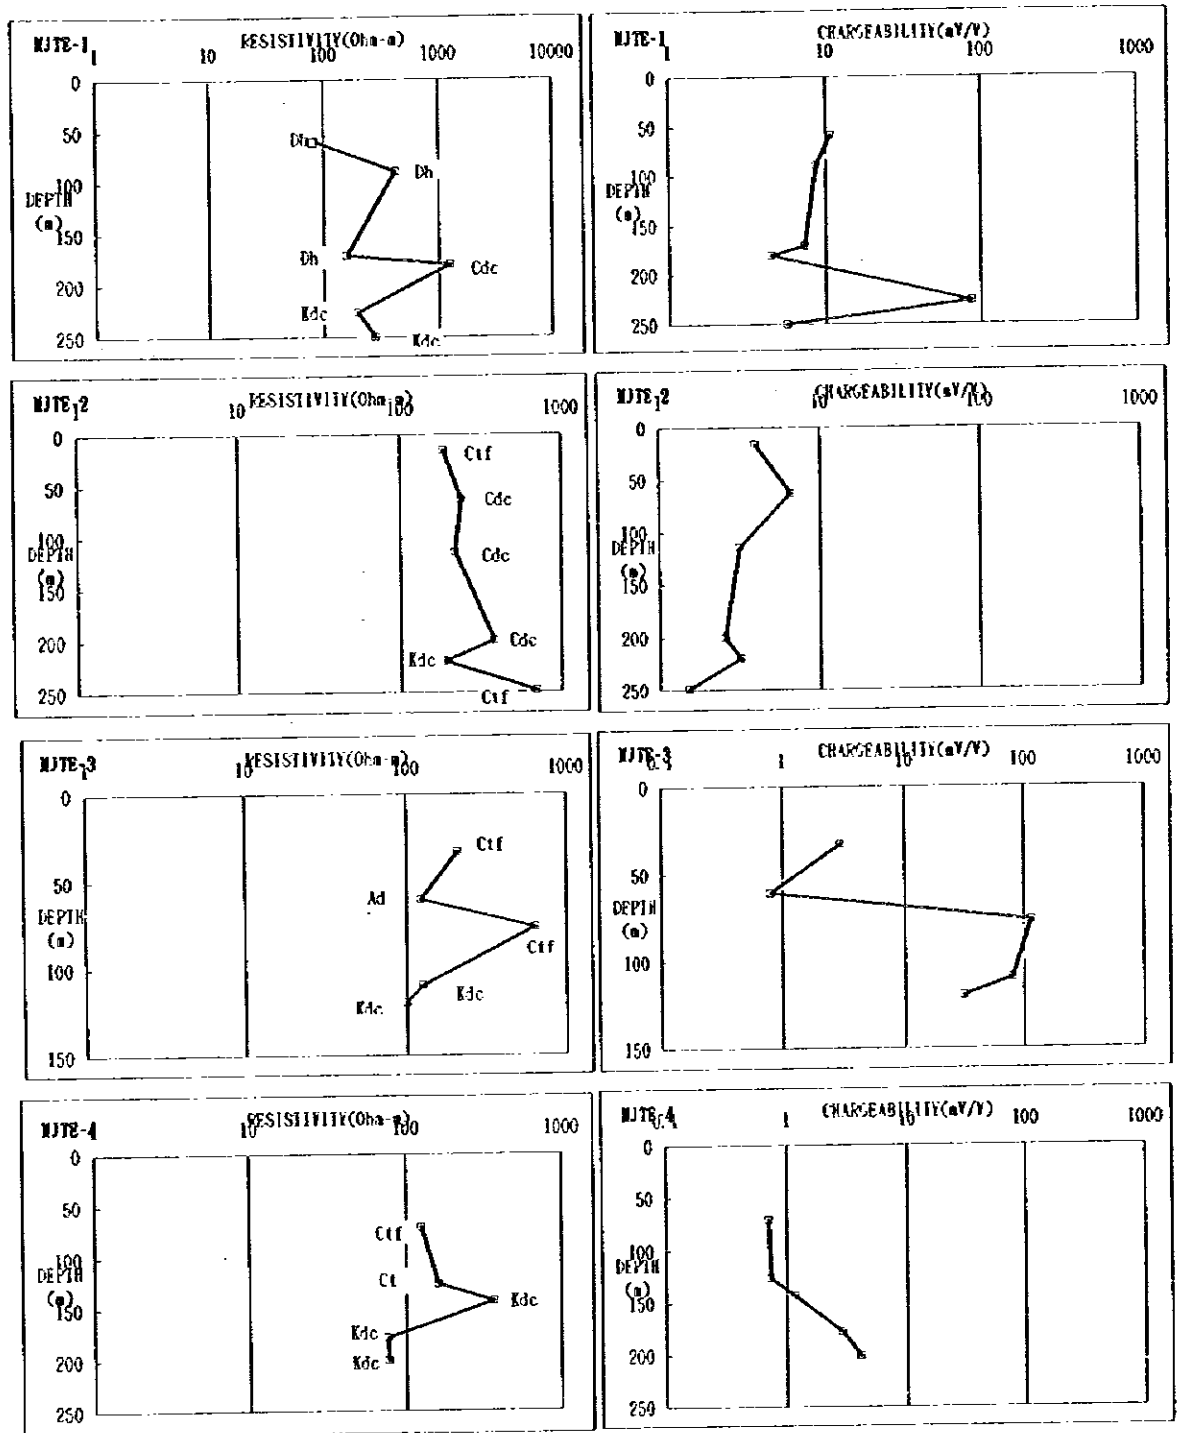 MJTE-1 RESISTIVITY(Ohm-m)
1 10 100 1000 10000
0
50
100
DEPTH
(m)
150
200
250
Dh
Dh
Dh
Cdc
Kdc
Kdc
MJTE-1 CHARGEABILITY(mV/V)
1 10 100 1000
0
50
100
DEPTH
(m)
150
200
250
MJTE-2 RESISTIVITY(Ohm-m)
1 10 100 1000
0
50
100
DEPTH
(m)
150
200
250
Ctf
Cdc
Cdc
Cdc
Kdc
Ctf
MJTE-2 CHARGEABILITY(mV/V)
1 10 100 1000
0
50
100
DEPTH
(m)
150
200
250
MJTE-3 RESISTIVITY(Ohm-m)
1 10 100 1000
0
50
DEPTH
(m)
100
150
Ctf
Ad
Ctf
Kdc
Kdc
MJTE-3 CHARGEABILITY(mV/V)
0.1 1 10 100 1000
0
50
DEPTH
(m)
100
150
MJTE-4 RESISTIVITY(Ohm-m)
10 100 1000
0
50
100
DEPTH
(m)
150
200
250
Ctf
Ct
Kdc
Kdc
Kdc
MJTE-4 CHARGEABILITY(mV/V)
0.1 1 10 100 1000
0
50
100
DEPTH
(m)
150
200
250